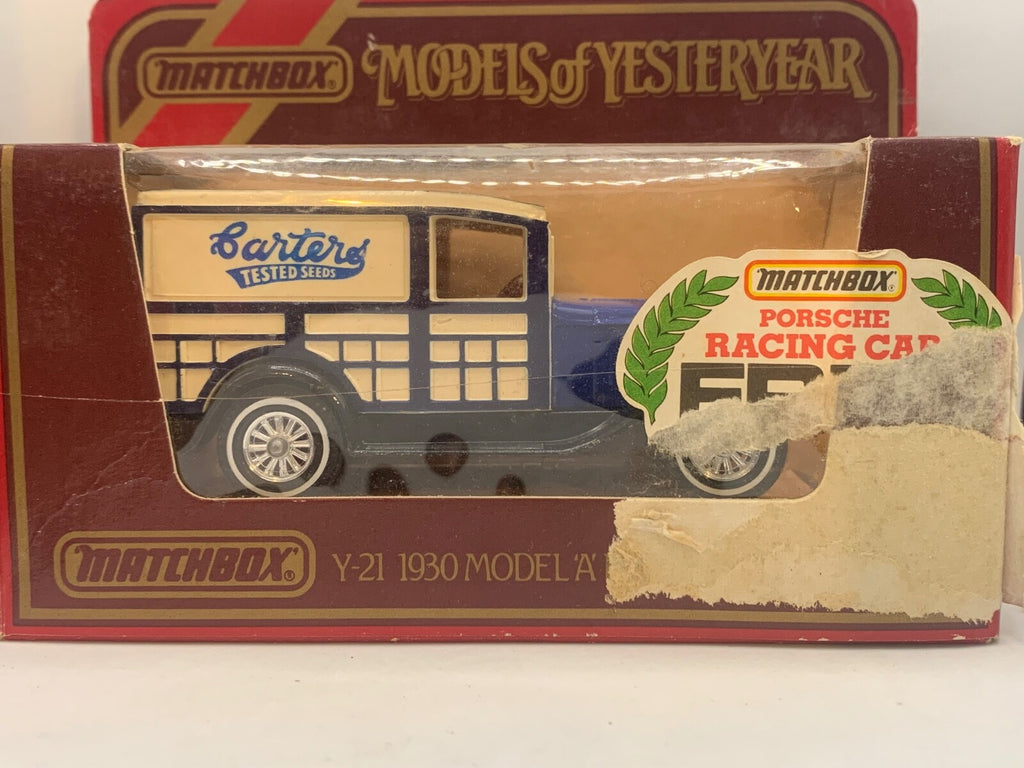 MATCHBOX
MODELS of YESTERYEAR
Carters
TESTED SEEDS
MATCHBOX
PORSCHE
RACING CAR
MATCHBOX
Y-21 1930 MODEL 'A'